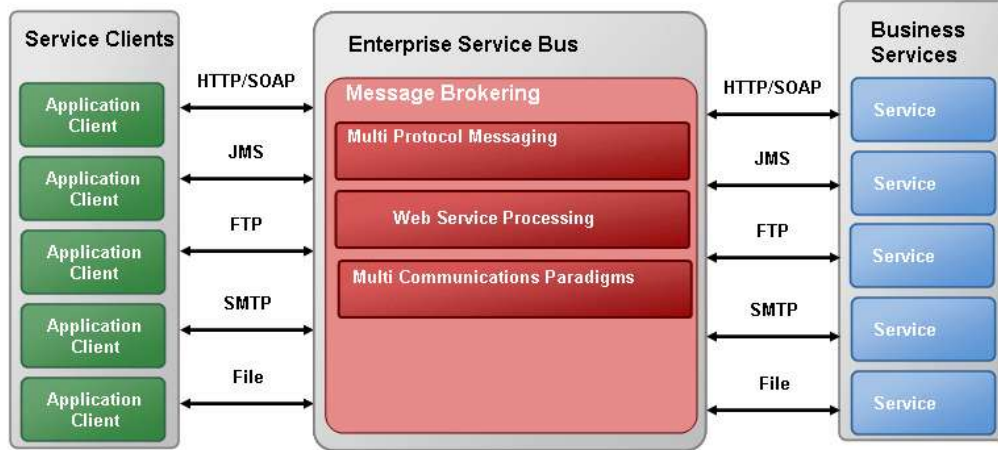 Service Clients
Application
Client
Application
Client
Application
Client
Application
Client
Application
Client
HTTP/SOAP
JMS
FTP
SMTP
File
Enterprise Service Bus
Message Brokering
Multi Protocol Messaging
Web Service Processing
Multi Communications Paradigms
HTTP/SOAP
JMS
FTP
SMTP
File
Business
Services
Service
Service
Service
Service
Service